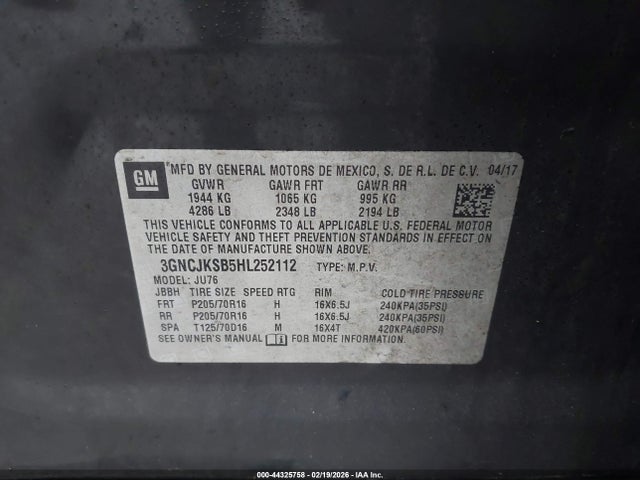 GM MFD BY GENERAL MOTORS DE MEXICO, S. DE R.L. DE C.V. 04/17
GVWR GAWR FRT GAWR RR
1944 KG 1065 KG 995 KG
4286 LB 2348 LB 2194 LB
THIS VEHICLE CONFORMS TO ALL APPLICABLE U.S. FEDERAL MOTOR
VEHICLE SAFETY, BUMPER, AND THEFT PREVENTION STANDARDS IN
EFFECT ON THE DATE OF MANUFACTURE SHOWN ABOVE.
3GNCJKSB5HL252112 TYPE: M.P.V.
MODEL: JU76
JBBH TIRE SIZE SPEED RTG RIM COLD TIRE PRESSURE
FRT P205/70R16 H 16X6.5J 240KPA(35PSI)
RR P205/70R16 H 16X6.5J 240KPA(35PSI)
SPA T125/70D16 M 16X4T 420KPA(60PSI)
SEE OWNER'S MANUAL FOR MORE INFORMATION
000-44325758 - 02/19/2026 - IAA, Inc.